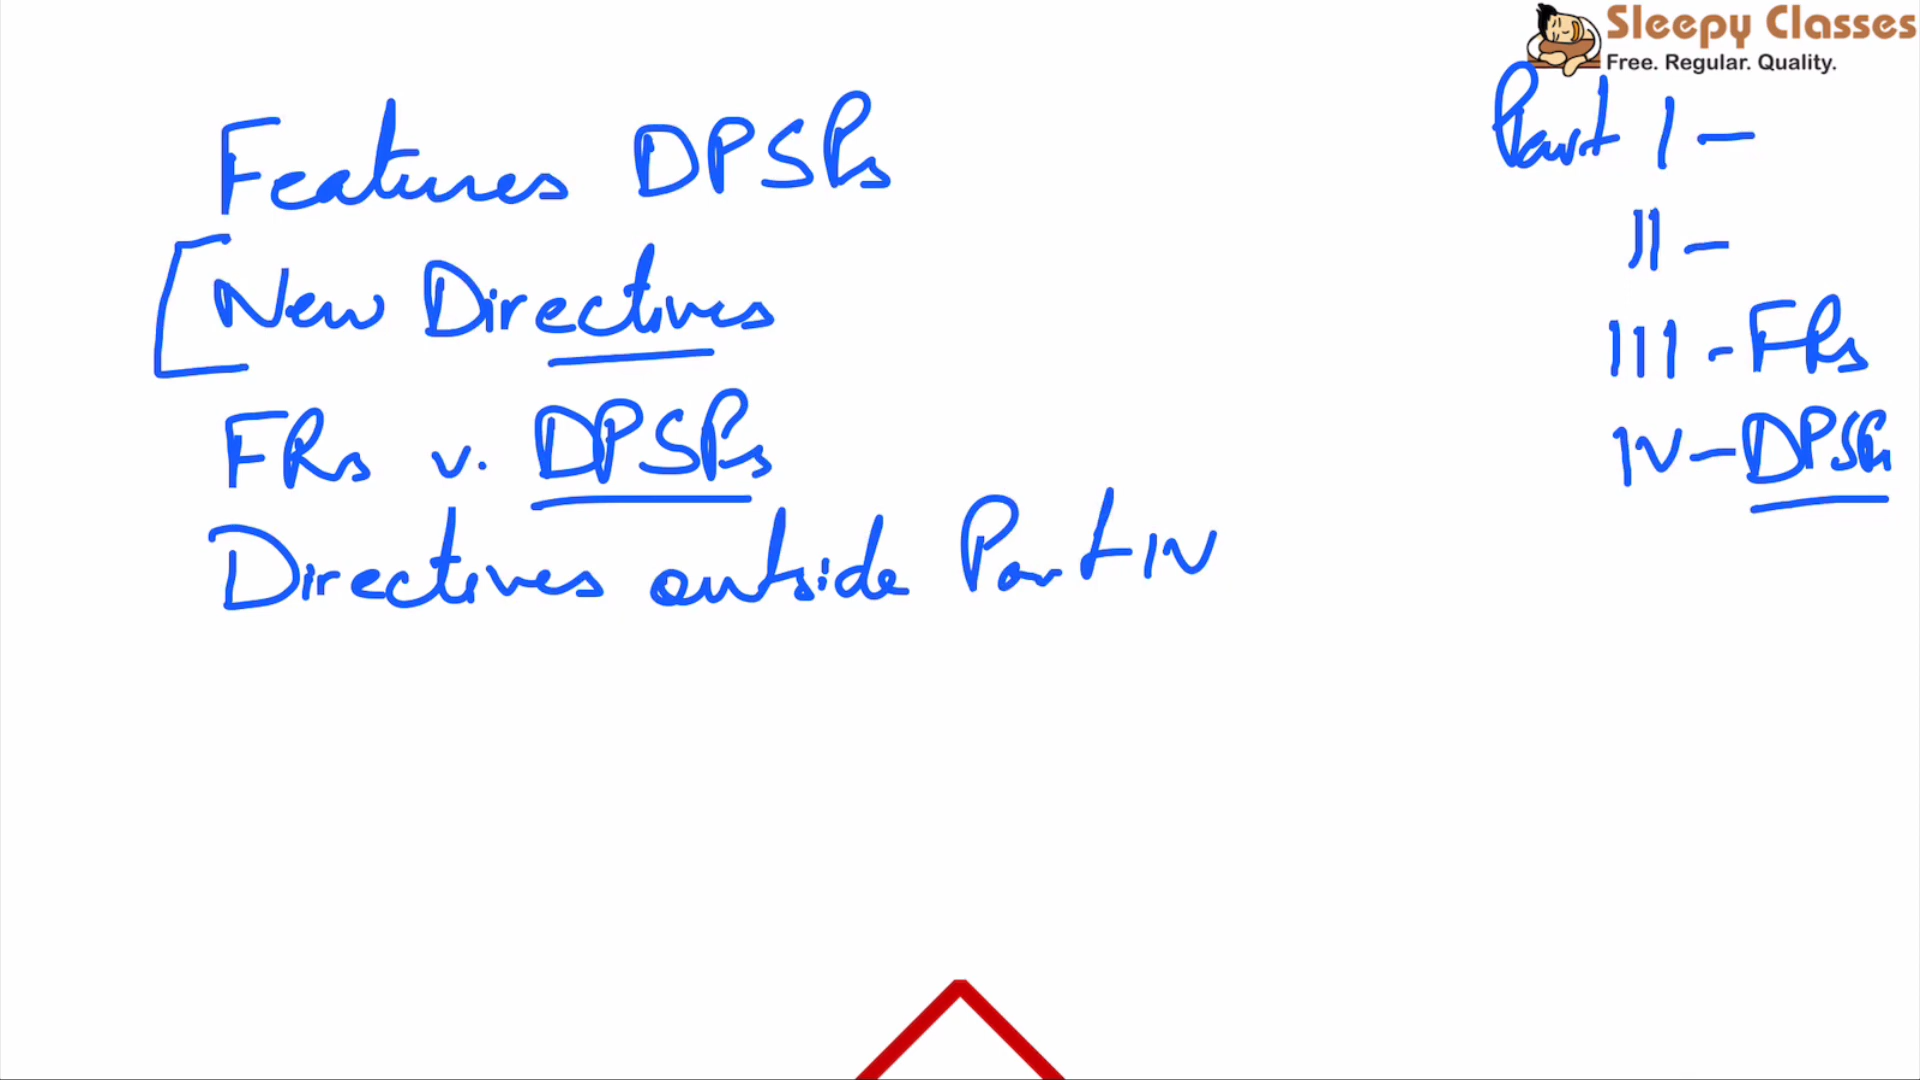 Sleepy Classes
Free. Regular. Quality.
Features DPSPs
New Directives
FRs v. DPSPs
Directives outside Part IV
Part I -
II -
III - FRs
IV - DPSPs